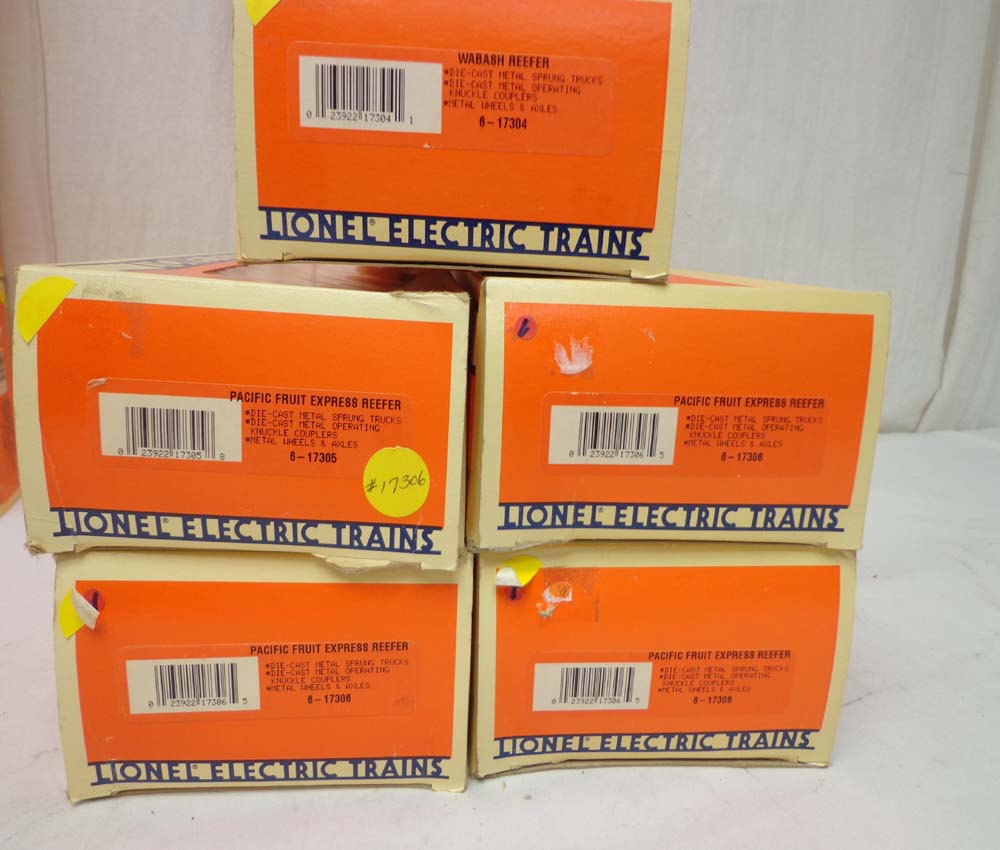 WABASH REEFER
*DIE-CAST METAL SPRUNG TRUCKS
*DIE-CAST METAL OPERATING
KNUCKLE COUPLERS
*METAL WHEELS & AXLES
6-17304
0 23922 17304 1
LIONEL® ELECTRIC TRAINS
PACIFIC FRUIT EXPRESS REEFER
*DIE-CAST METAL SPRUNG TRUCKS
*DIE-CAST METAL OPERATING
KNUCKLE COUPLERS
*METAL WHEELS & AXLES
6-17305
0 23922 17305 8
#17306
LIONEL® ELECTRIC TRAINS
PACIFIC FRUIT EXPRESS REEFER
*DIE-CAST METAL SPRUNG TRUCKS
*DIE-CAST METAL OPERATING
KNUCKLE COUPLERS
*METAL WHEELS & AXLES
6-17306
0 23922 17306 5
LIONEL® ELECTRIC TRAINS
PACIFIC FRUIT EXPRESS REEFER
*DIE-CAST METAL SPRUNG TRUCKS
*DIE-CAST METAL OPERATING
KNUCKLE COUPLERS
*METAL WHEELS & AXLES
6-17306
0 23922 17306 5
LIONEL® ELECTRIC TRAINS
PACIFIC FRUIT EXPRESS REEFER
*DIE-CAST METAL SPRUNG TRUCKS
*DIE-CAST METAL OPERATING
KNUCKLE COUPLERS
*METAL WHEELS & AXLES
6-17306
0 23922 17306 5
LIONEL® ELECTRIC TRAINS